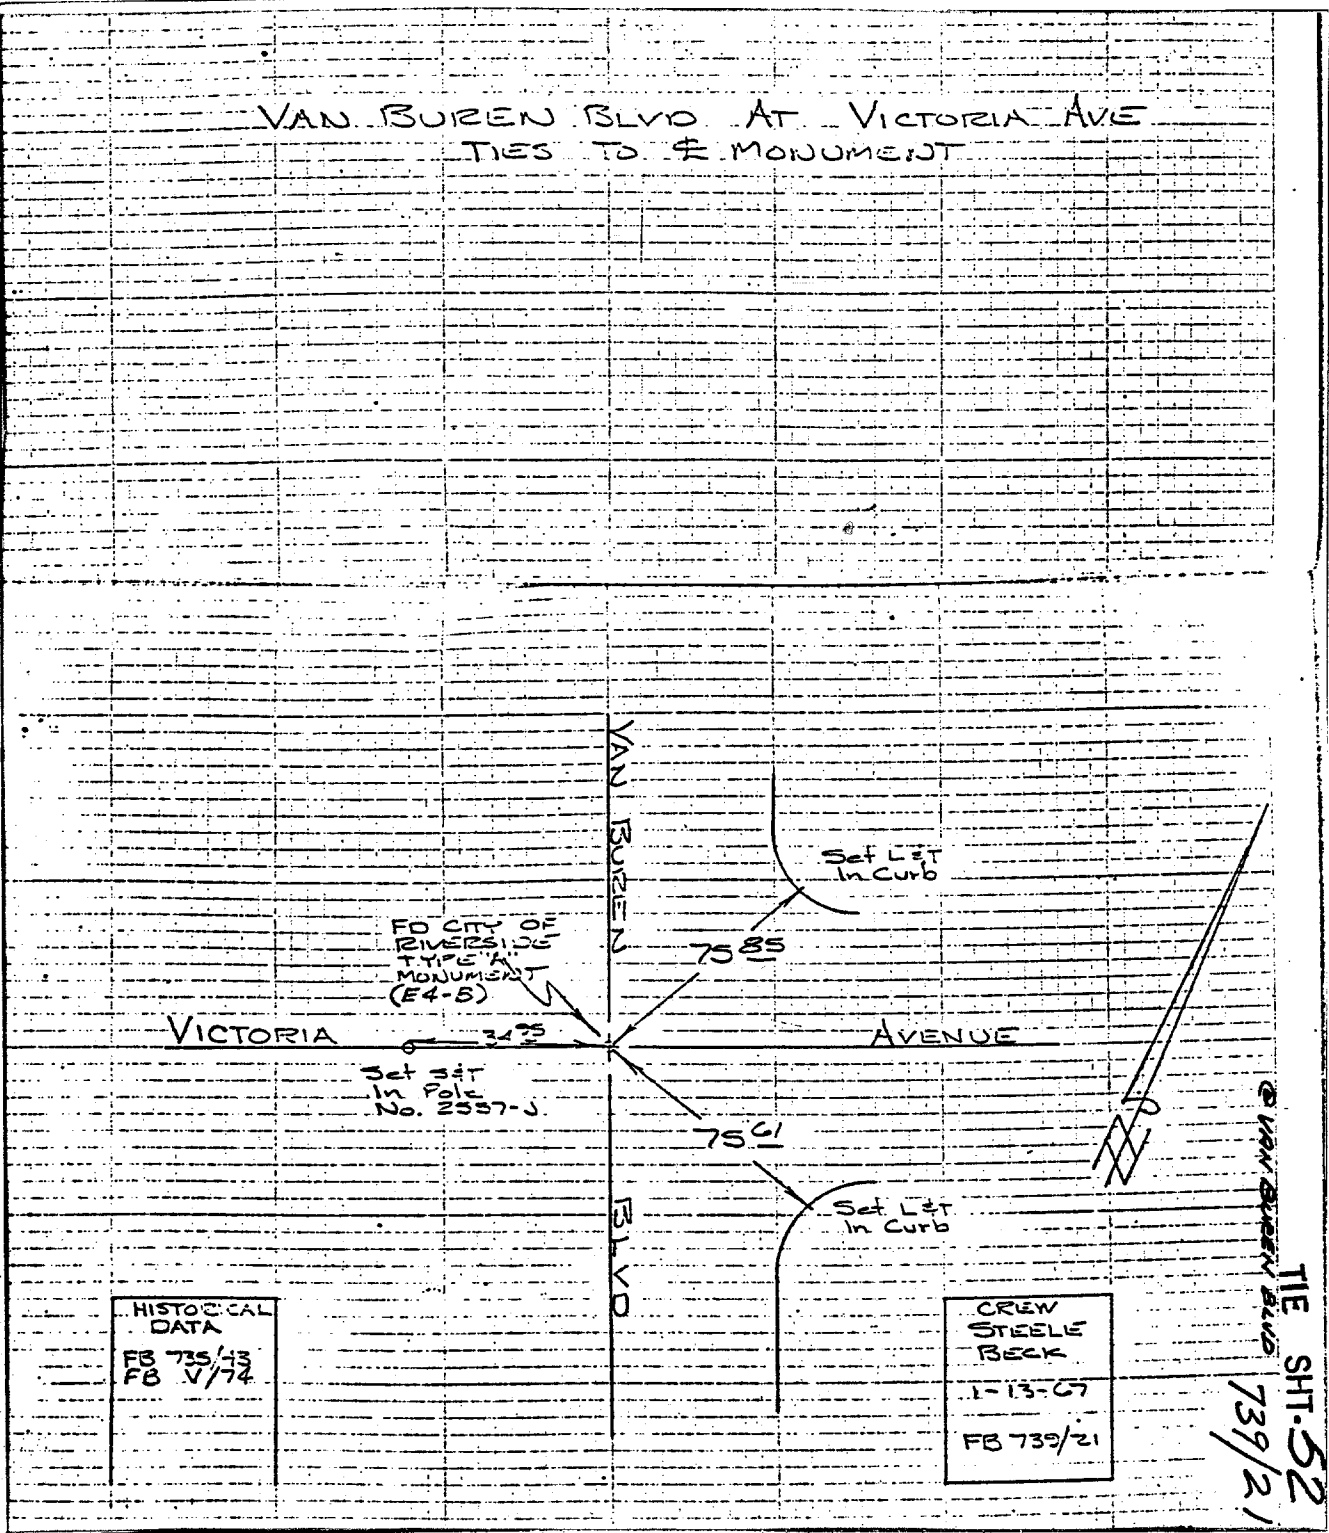 VAN BUREN BLVD AT VICTORIA AVE
TIES TO ℄ MONUMENT
VAN BUREN
Set L&T
In Curb
FD CITY OF
RIVERSIDE
TYPE "A"
MONUMENT
(E4-5)
75 85
VICTORIA
34 95
AVENUE
Set S&T
In Pole
No. 2557-J
75 61
BLVD
Set L&T
In Curb
HISTORICAL
DATA
FB 735/43
FB V/74
CREW
STEELE
BECK
1-13-67
FB 739/21
@ VAN BUREN BLVD
TIE SHT. 52
739/21